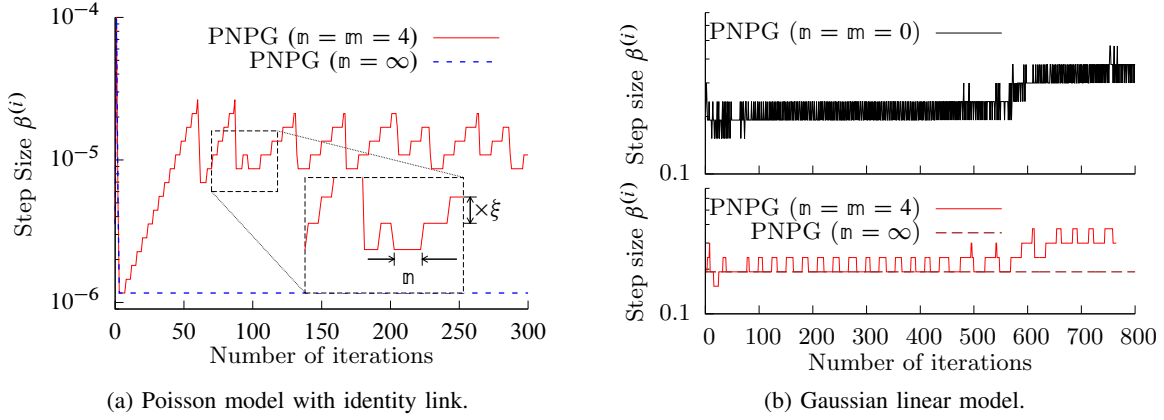 10⁻⁴
10⁻⁵
10⁻⁶
Step Size β⁽ⁱ⁾
PNPG (𝕟 = 𝕞 = 4)
PNPG (𝕟 = ∞)
×ξ
𝕟
0 50 100 150 200 250 300
Number of iterations
(a) Poisson model with identity link.
PNPG (𝕟 = 𝕞 = 0)
Step size β⁽ⁱ⁾
0.1
PNPG (𝕟 = 𝕞 = 4)
PNPG (𝕟 = ∞)
Step size β⁽ⁱ⁾
0.1
0 100 200 300 400 500 600 700 800
Number of iterations
(b) Gaussian linear model.